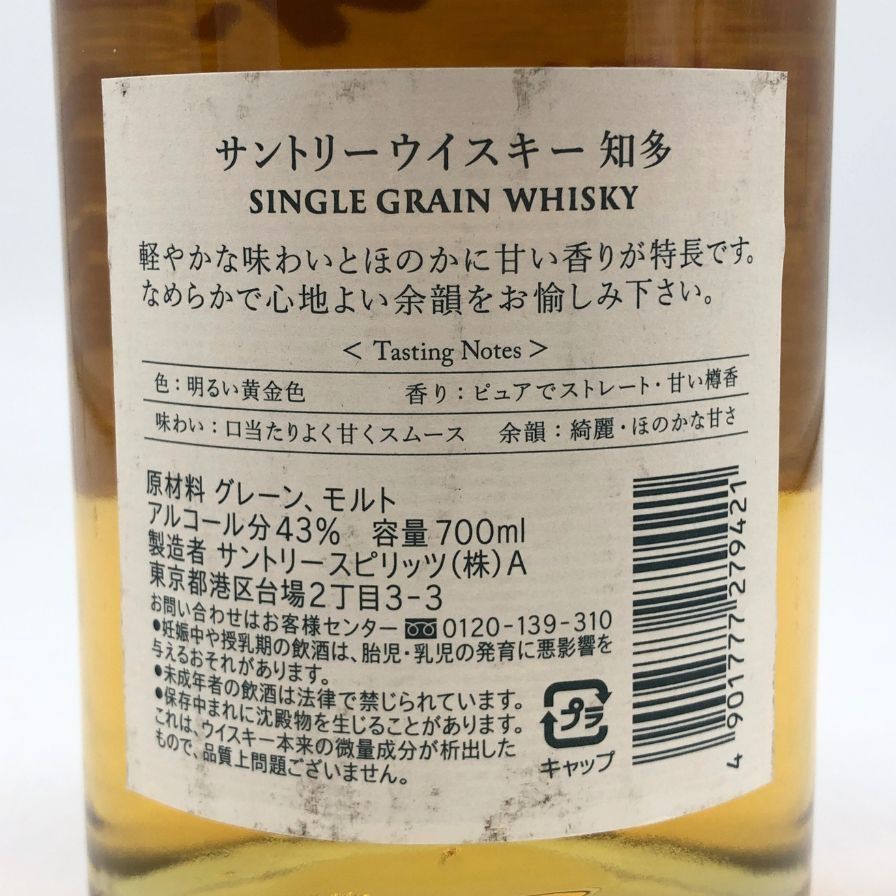 サントリーウイスキー 知多
SINGLE GRAIN WHISKY
軽やかな味わいとほのかに甘い香りが特長です。
なめらかで心地よい余韻をお愉しみ下さい。
< Tasting Notes >
色：明るい黄金色　香り：ピュアでストレート・甘い樽香
味わい：口当たりよく甘くスムース　余韻：綺麗・ほのかな甘さ
原材料 グレーン、モルト
アルコール分43%　容量700ml
製造者 サントリースピリッツ(株)A
東京都港区台場2丁目3-3
お問い合わせはお客様センター 0120-139-310
●妊娠中や授乳期の飲酒は、胎児・乳児の発育に悪影響を
与えるおそれがあります。
●未成年者の飲酒は法律で禁じられています。
●保存中まれに沈殿物を生じることがあります。
これは、ウイスキー本来の微量成分が析出した
もので、品質上問題ございません。
プラ
キャップ
4 901777 279421